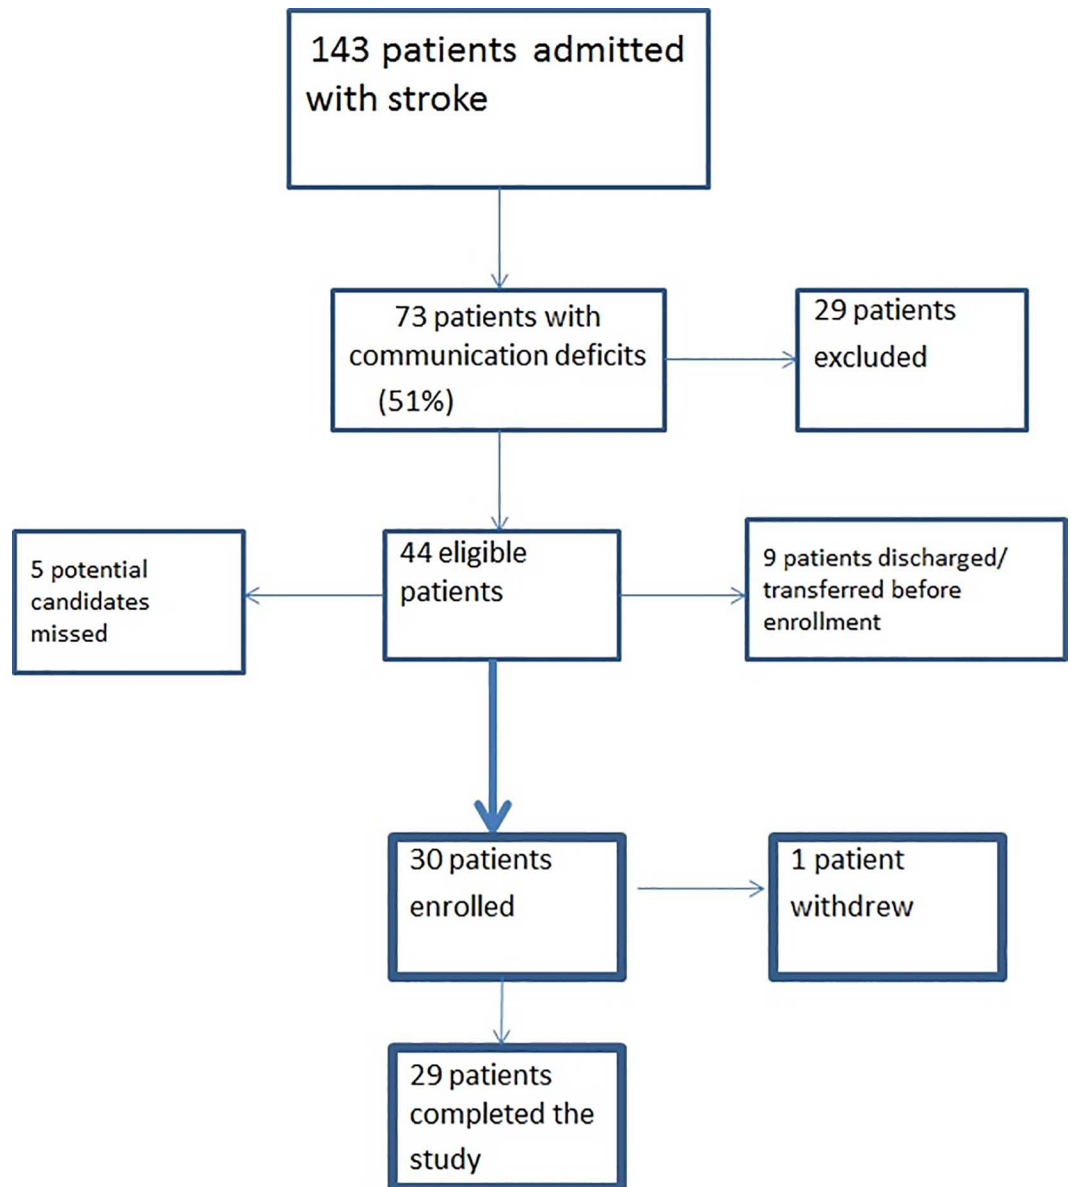 143 patients admitted
with stroke
73 patients with
communication deficits
(51%)
29 patients
excluded
44 eligible
patients
5 potential
candidates
missed
9 patients discharged/
transferred before
enrollment
30 patients
enrolled
1 patient
withdrew
29 patients
completed the
study